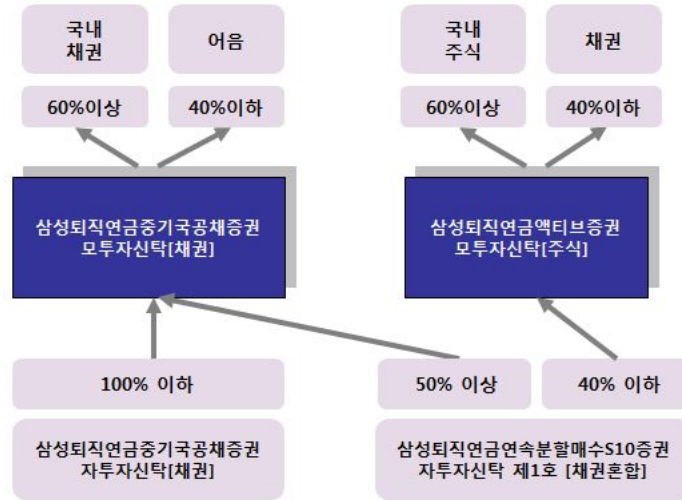 국내
채권
어음
국내
주식
채권
60%이상
40%이하
60%이상
40%이하
삼성퇴직연금중기국공채증권
모투자신탁[채권]
삼성퇴직연금액티브증권
모투자신탁[주식]
100% 이하
50% 이상
40% 이하
삼성퇴직연금중기국공채증권
자투자신탁[채권]
삼성퇴직연금연속분할매수S10증권
자투자신탁 제1호 [채권혼합]